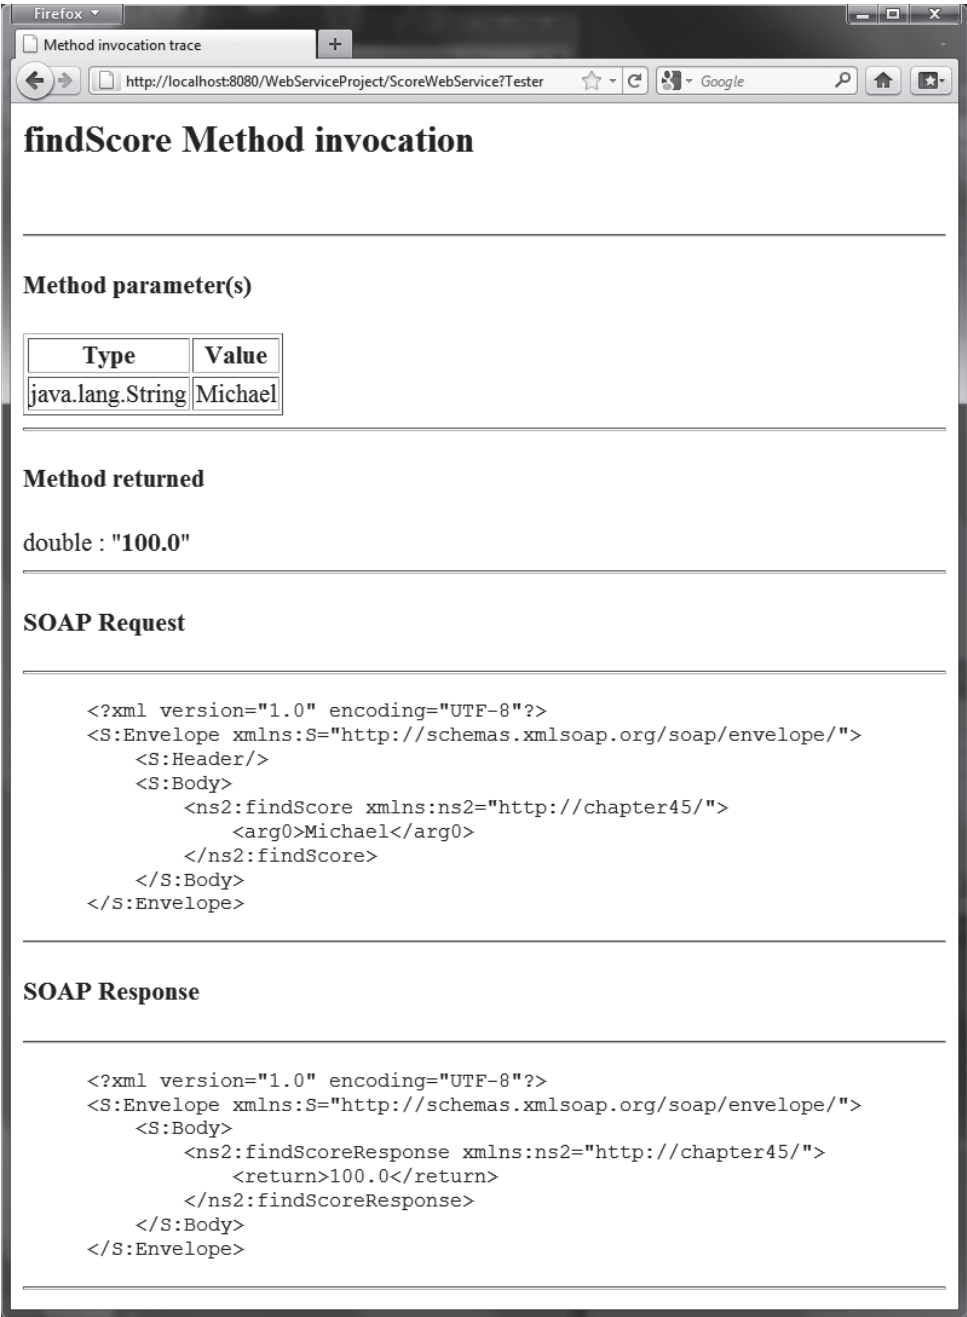 Firefox
Method invocation trace
http://localhost:8080/WebServiceProject/ScoreWebService?Tester
Google
findScore Method invocation
Method parameter(s)
Type Value
java.lang.String Michael
Method returned
double : "100.0"
SOAP Request
<?xml version="1.0" encoding="UTF-8"?>
<S:Envelope xmlns:S="http://schemas.xmlsoap.org/soap/envelope/">
<S:Header/>
<S:Body>
<ns2:findScore xmlns:ns2="http://chapter45/">
<arg0>Michael</arg0>
</ns2:findScore>
</S:Body>
</S:Envelope>
SOAP Response
<?xml version="1.0" encoding="UTF-8"?>
<S:Envelope xmlns:S="http://schemas.xmlsoap.org/soap/envelope/">
<S:Body>
<ns2:findScoreResponse xmlns:ns2="http://chapter45/">
<return>100.0</return>
</ns2:findScoreResponse>
</S:Body>
</S:Envelope>